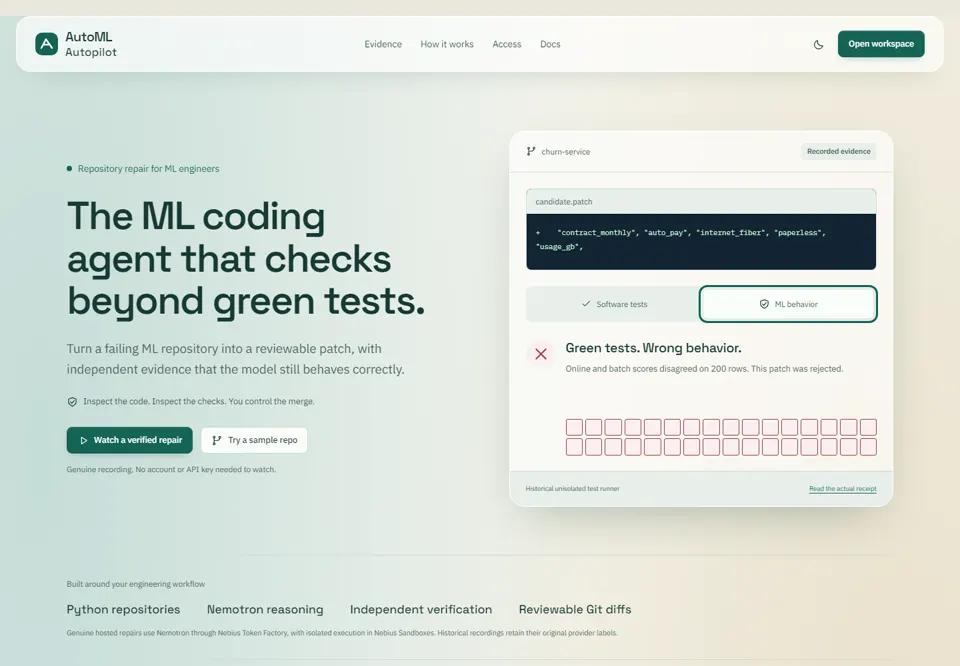 AutoML
Autopilot
Evidence
How it works
Access
Docs
Open workspace
Repository repair for ML engineers
The ML coding
agent that checks
beyond green tests.
Turn a failing ML repository into a reviewable patch, with
independent evidence that the model still behaves correctly.
Inspect the code. Inspect the checks. You control the merge.
Watch a verified repair
Try a sample repo
Genuine recording. No account or API key needed to watch.
churn-service
Recorded evidence
candidate.patch
+ "contract_monthly", "auto_pay", "internet_fiber", "paperless",
"usage_gb",
Software tests
ML behavior
Green tests. Wrong behavior.
Online and batch scores disagreed on 200 rows. This patch was rejected.
Historical unisolated test runner
Read the actual receipt
Built around your engineering workflow
Python repositories
Nemotron reasoning
Independent verification
Reviewable Git diffs
Genuine hosted repairs use Nemotron through Nebius Token Factory, with isolated execution in Nebius Sandboxes. Historical recordings retain their original provider labels.